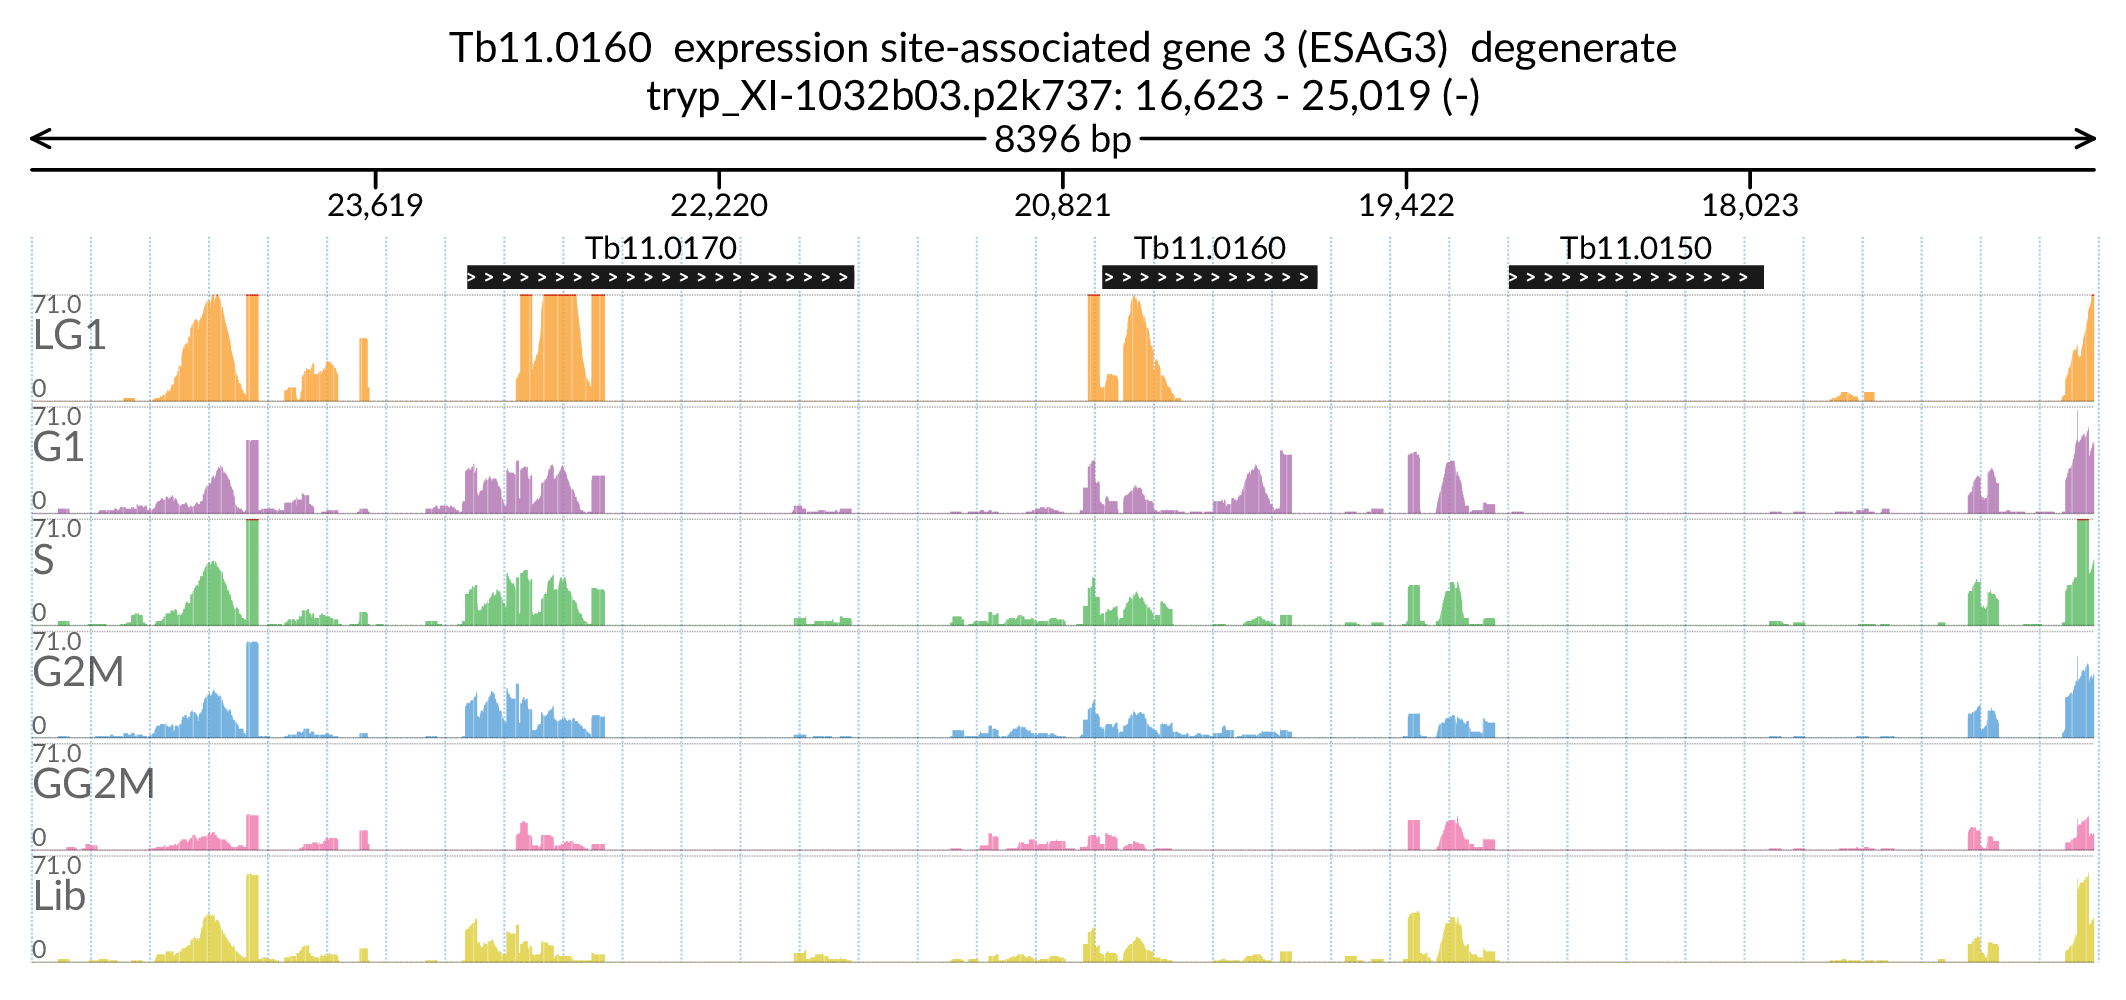 Tb11.0160  expression site-associated gene 3 (ESAG3)  degenerate
tryp_XI-1032b03.p2k737: 16,623 - 25,019 (-)
8396 bp
23,619 22,220 20,821 19,422 18,023
Tb11.0170 Tb11.0160 Tb11.0150
71.0
LG1
0
71.0
G1
0
71.0
S
0
71.0
G2M
0
71.0
GG2M
0
71.0
Lib
0